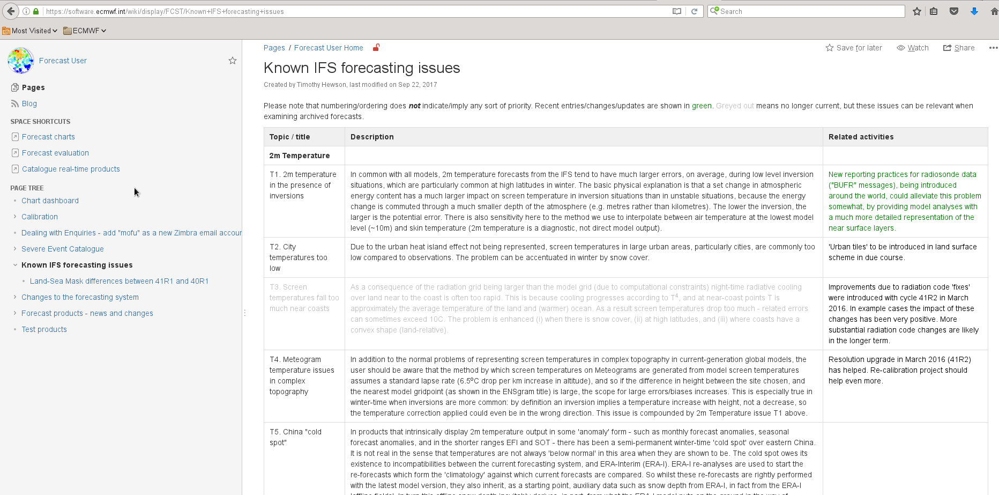 https://software.ecmwf.int/wiki/display/FCST/Known+IFS+forecasting+issues
Search
Most Visited
ECMWF
Forecast User
Pages
Blog
SPACE SHORTCUTS
Forecast charts
Forecast evaluation
Catalogue real-time products
PAGE TREE
Chart dashboard
Calibration
Dealing with Enquiries - add "mofu" as a new Zimbra email accour
Severe Event Catalogue
Known IFS forecasting issues
Land-Sea Mask differences between 41R1 and 40R1
Changes to the forecasting system
Forecast products - news and changes
Test products
Pages / Forecast User Home
Save for later
Watch
Share
Known IFS forecasting issues
Created by Timothy Hewson, last modified on Sep 22, 2017
Please note that numbering/ordering does not indicate/imply any sort of priority. Recent entries/changes/updates are shown in green. Greyed out means no longer current, but these issues can be relevant when
examining archived forecasts.
Topic / title
Description
Related activities
2m Temperature
T1. 2m temperature
in the presence of
inversions
In common with all models, 2m temperature forecasts from the IFS tend to have much larger errors, on average, during low level inversion
situations, which are particularly common at high latitudes in winter. The basic physical explanation is that a set change in atmospheric
energy content has a much larger impact on screen temperature in inversion situations than in unstable situations, because the energy
change is commuted through a much smaller depth of the atmosphere (e.g. metres rather than kilometres). The lower the inversion, the
larger is the potential error. There is also sensitivity here to the method we use to interpolate between air temperature at the lowest model
level (~10m) and skin temperature (2m temperature is a diagnostic, not direct model output).
New reporting practices for radiosonde data
("BUFR" messages), being introduced
around the world, could alleviate this problem
somewhat, by providing model analyses with
a much more detailed representation of the
near surface layers.
T2. City
temperatures too
low
Due to the urban heat island effect not being represented, screen temperatures in large urban areas, particularly cities, are commonly too
low compared to observations. The problem can be accentuated in winter by snow cover.
'Urban tiles' to be introduced in land surface
scheme in due course.
T3. Screen
temperatures fall too
much near coasts
As a consequence of the radiation grid being larger than the model grid (due to computational constraints) night-time radiative cooling
over land near to the coast is often too rapid. This is because cooling progresses according to T⁴, and at near-coast points T is
approximately the average temperature of the land and (warmer) ocean. As a result screen temperatures drop too much - related errors
can sometimes exceed 10C. The problem is enhanced (i) when there is snow cover, (ii) at high latitudes, and (iii) where coasts have a
convex shape (land-relative).
Improvements due to radiation code 'fixes'
were introduced with cycle 41R2 in March
2016. In example cases the impact of these
changes has been very positive. More
substantial radiation code changes are likely
in the longer term.
T4. Meteogram
temperature issues
in complex
topography
In addition to the normal problems of representing screen temperatures in complex topography in current-generation global models, the
user should be aware that the method by which screen temperatures on Meteograms are generated from model screen temperatures
assumes a standard lapse rate (6.5ºC drop per km increase in altitude), and so if the difference in height between the site chosen, and
the nearest model gridpoint (as shown in the ENSgram title) is large, the scope for large errors/biases increases. This is especially true in
winter-time when inversions are more common: by definition an inversion implies a temperature increase with height, not a decrease, so
the temperature correction applied could even be in the wrong direction. This issue is compounded by 2m Temperature issue T1 above.
Resolution upgrade in March 2016 (41R2)
has helped. Re-calibration project should
help even more.
T5. China "cold
spot"
In products that intrinsically display 2m temperature output in some 'anomaly' form - such as monthly forecast anomalies, seasonal
forecast anomalies, and in the shorter ranges EFI and SOT - there has been a semi-permanent winter-time 'cold spot' over eastern China.
It is not real in the sense that temperatures are not always 'below normal' in this area when they are shown to be. The cold spot owes its
existence to incompatibilities between the current forecasting system, and ERA-Interim (ERA-I). ERA-I re-analyses are used to start the
re-forecasts which form the 'climatology' against which current forecasts are compared. So whilst these re-forecasts are rightly performed
with the latest model version, they also inherit, as a starting point, auxiliary data such as snow depth from ERA-I, in fact from the ERA-I